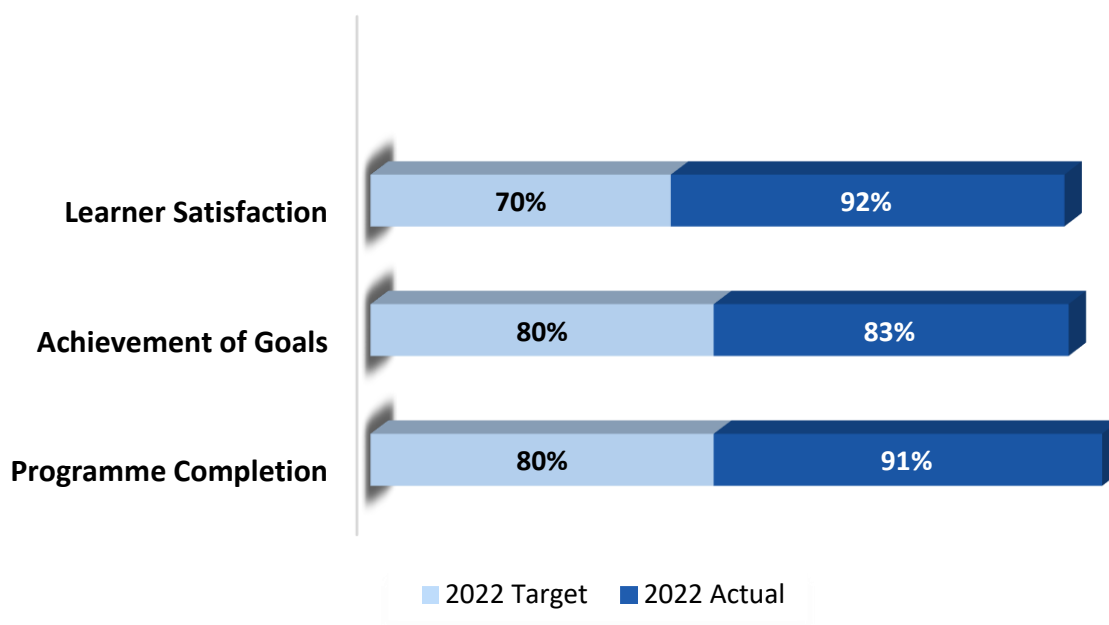 Learner Satisfaction 70% 92%
Achievement of Goals 80% 83%
Programme Completion 80% 91%
2022 Target 2022 Actual